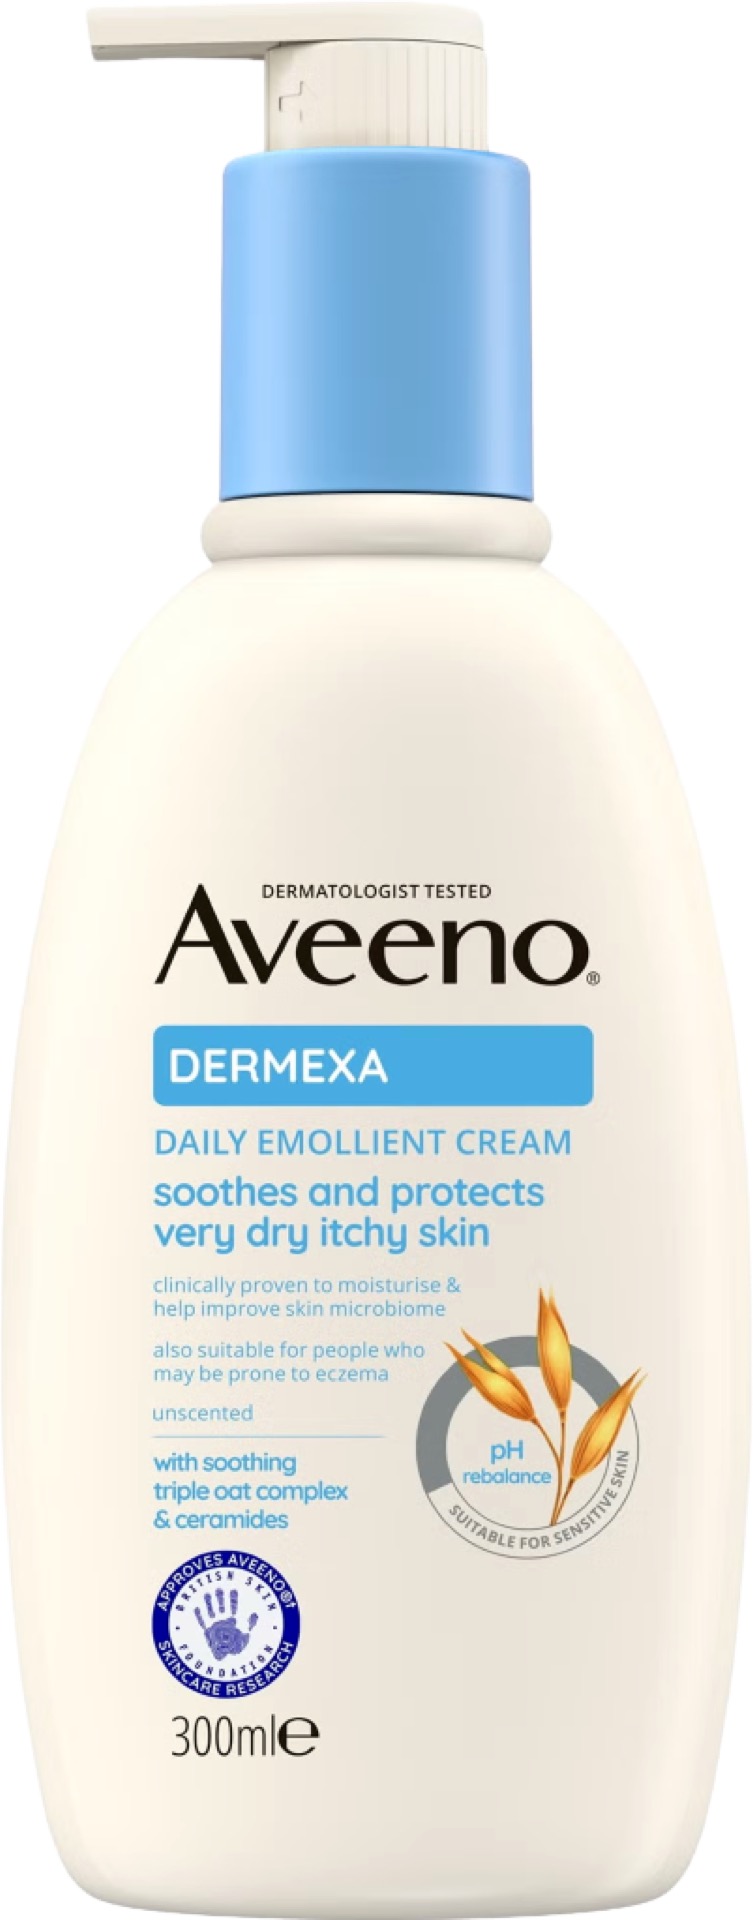 DERMATOLOGIST TESTED
Aveeno®
DERMEXA
DAILY EMOLLIENT CREAM
soothes and protects
very dry itchy skin
clinically proven to moisturise &
help improve skin microbiome
also suitable for people who
may be prone to eczema
unscented
with soothing
triple oat complex
& ceramides
pH
rebalance
SUITABLE FOR SENSITIVE SKIN
APPROVES AVEENO®†
BRITISH SKIN
FOUNDATION
SKINCARE RESEARCH
300ml℮